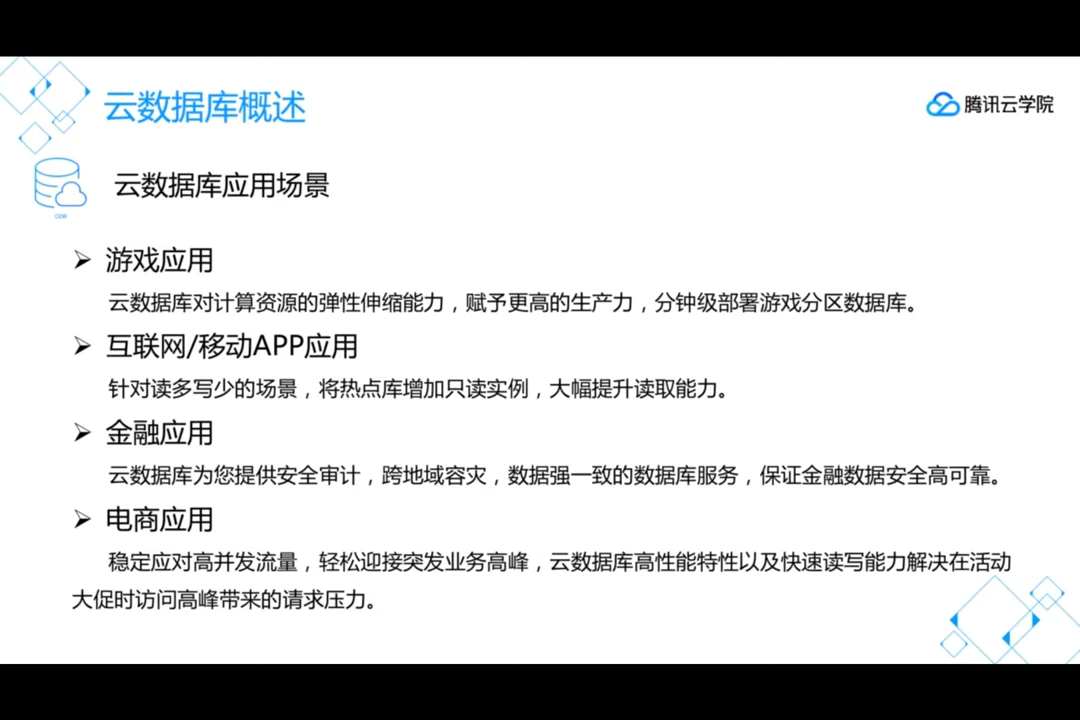 云数据库概述
腾讯云学院
云数据库应用场景
CDB
➢ 游戏应用
云数据库对计算资源的弹性伸缩能力，赋予更高的生产力，分钟级部署游戏分区数据库。
➢ 互联网/移动APP应用
针对读多写少的场景，将热点库增加只读实例，大幅提升读取能力。
➢ 金融应用
云数据库为您提供安全审计，跨地域容灾，数据强一致的数据库服务，保证金融数据安全高可靠。
➢ 电商应用
稳定应对高并发流量，轻松迎接突发业务高峰，云数据库高性能特性以及快速读写能力解决在活动
大促时访问高峰带来的请求压力。